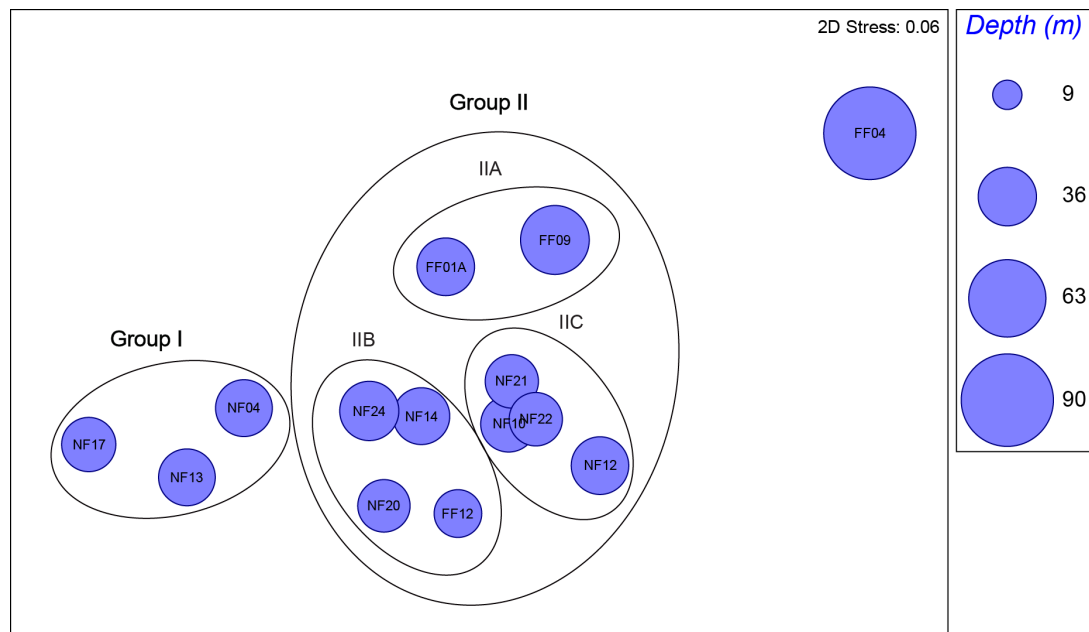 2D Stress: 0.06
Depth (m)
9
36
63
90
Group II
FF04
IIA
FF09
FF01A
IIC
Group I
IIB
NF21
NF04
NF24
NF14
NF10
NF22
NF17
NF12
NF13
NF20
FF12